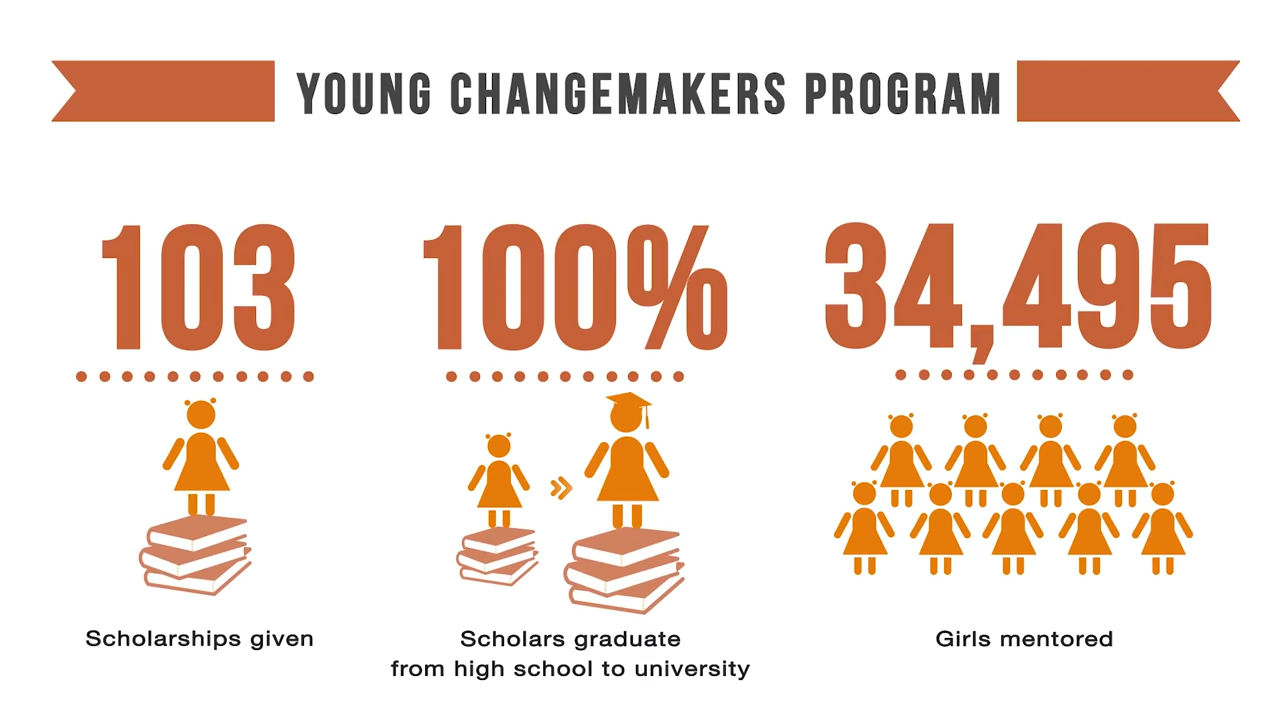 YOUNG CHANGEMAKERS PROGRAM
103
Scholarships given
100%
Scholars graduate
from high school to university
34,495
Girls mentored